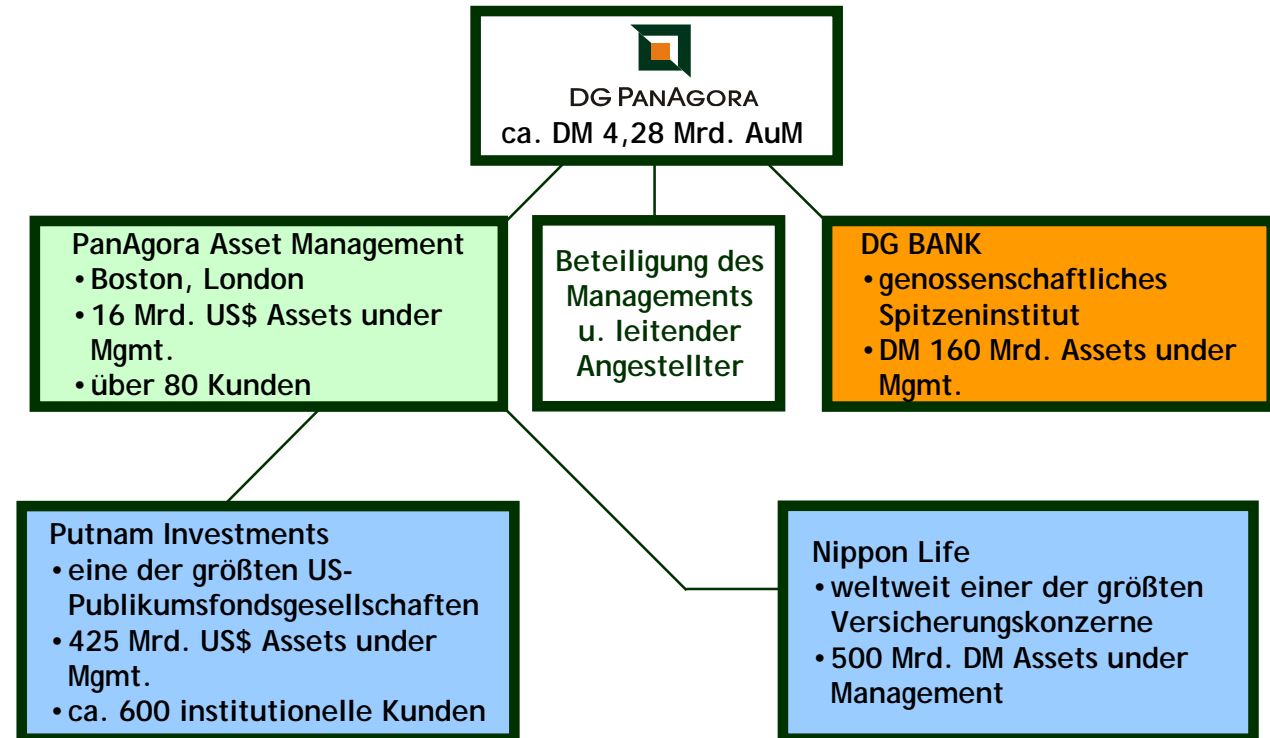 DG PANAGORA
ca. DM 4,28 Mrd. AuM
PanAgora Asset Management
• Boston, London
• 16 Mrd. US$ Assets under
Mgmt.
• über 80 Kunden
Beteiligung des
Managements
u. leitender
Angestellter
DG BANK
• genossenschaftliches
Spitzeninstitut
• DM 160 Mrd. Assets under
Mgmt.
Putnam Investments
• eine der größten US-
Publikumsfondsgesellschaften
• 425 Mrd. US$ Assets under
Mgmt.
• ca. 600 institutionelle Kunden
Nippon Life
• weltweit einer der größten
Versicherungskonzerne
• 500 Mrd. DM Assets under
Management